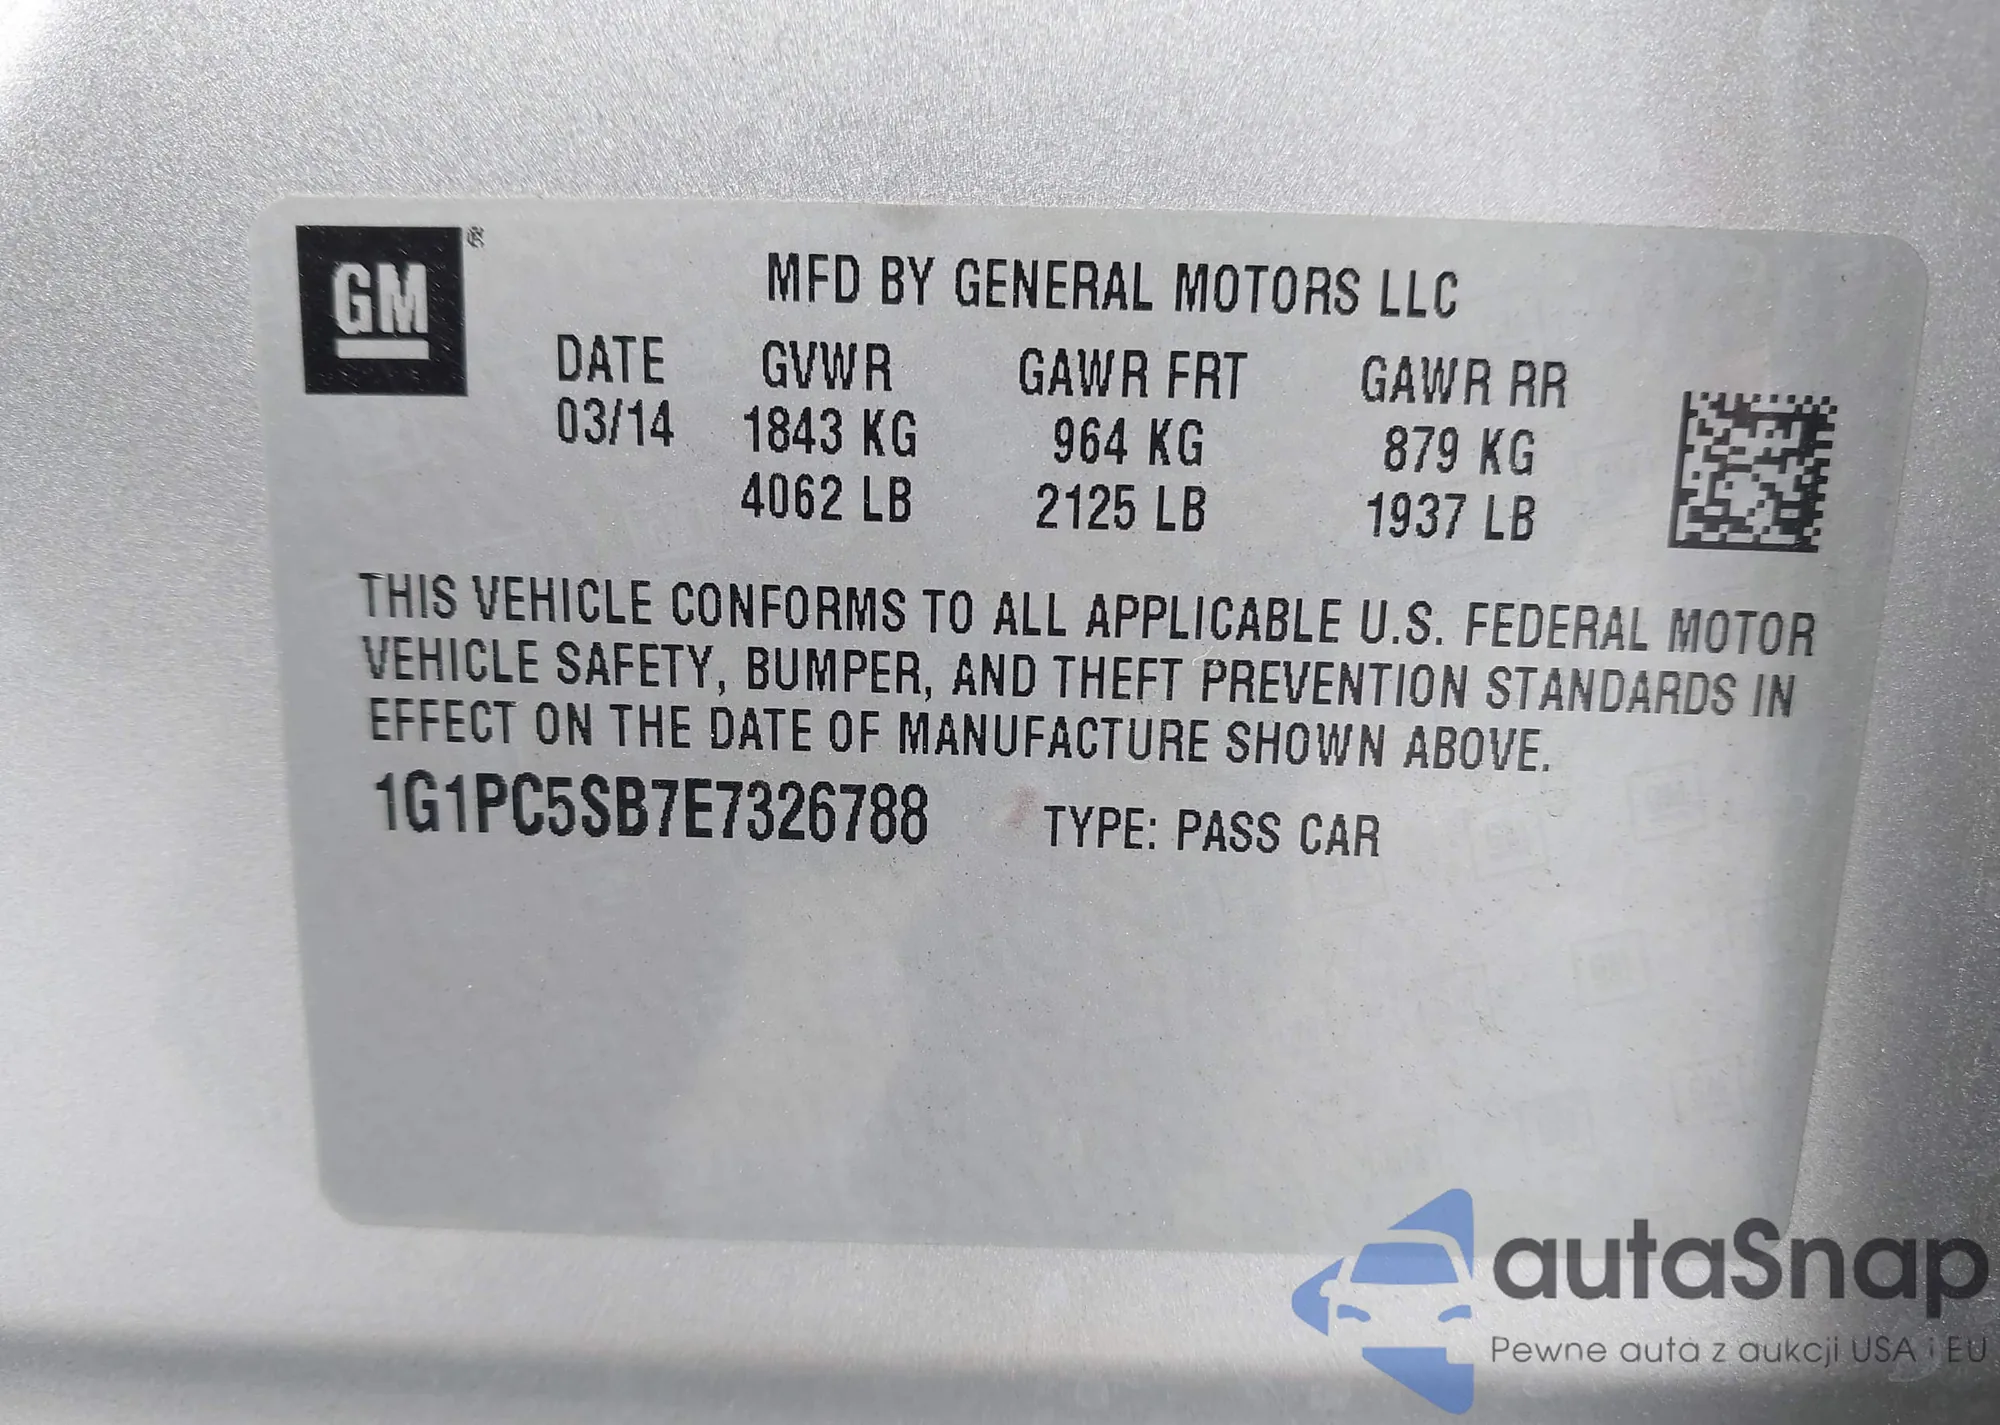 GM®
MFD BY GENERAL MOTORS LLC
DATE GVWR GAWR FRT GAWR RR
03/14 1843 KG 964 KG 879 KG
4062 LB 2125 LB 1937 LB
THIS VEHICLE CONFORMS TO ALL APPLICABLE U.S. FEDERAL MOTOR
VEHICLE SAFETY, BUMPER, AND THEFT PREVENTION STANDARDS IN
EFFECT ON THE DATE OF MANUFACTURE SHOWN ABOVE.
1G1PC5SB7E7326788 TYPE: PASS CAR
autaSnap
Pewne auta z aukcji USA i EU